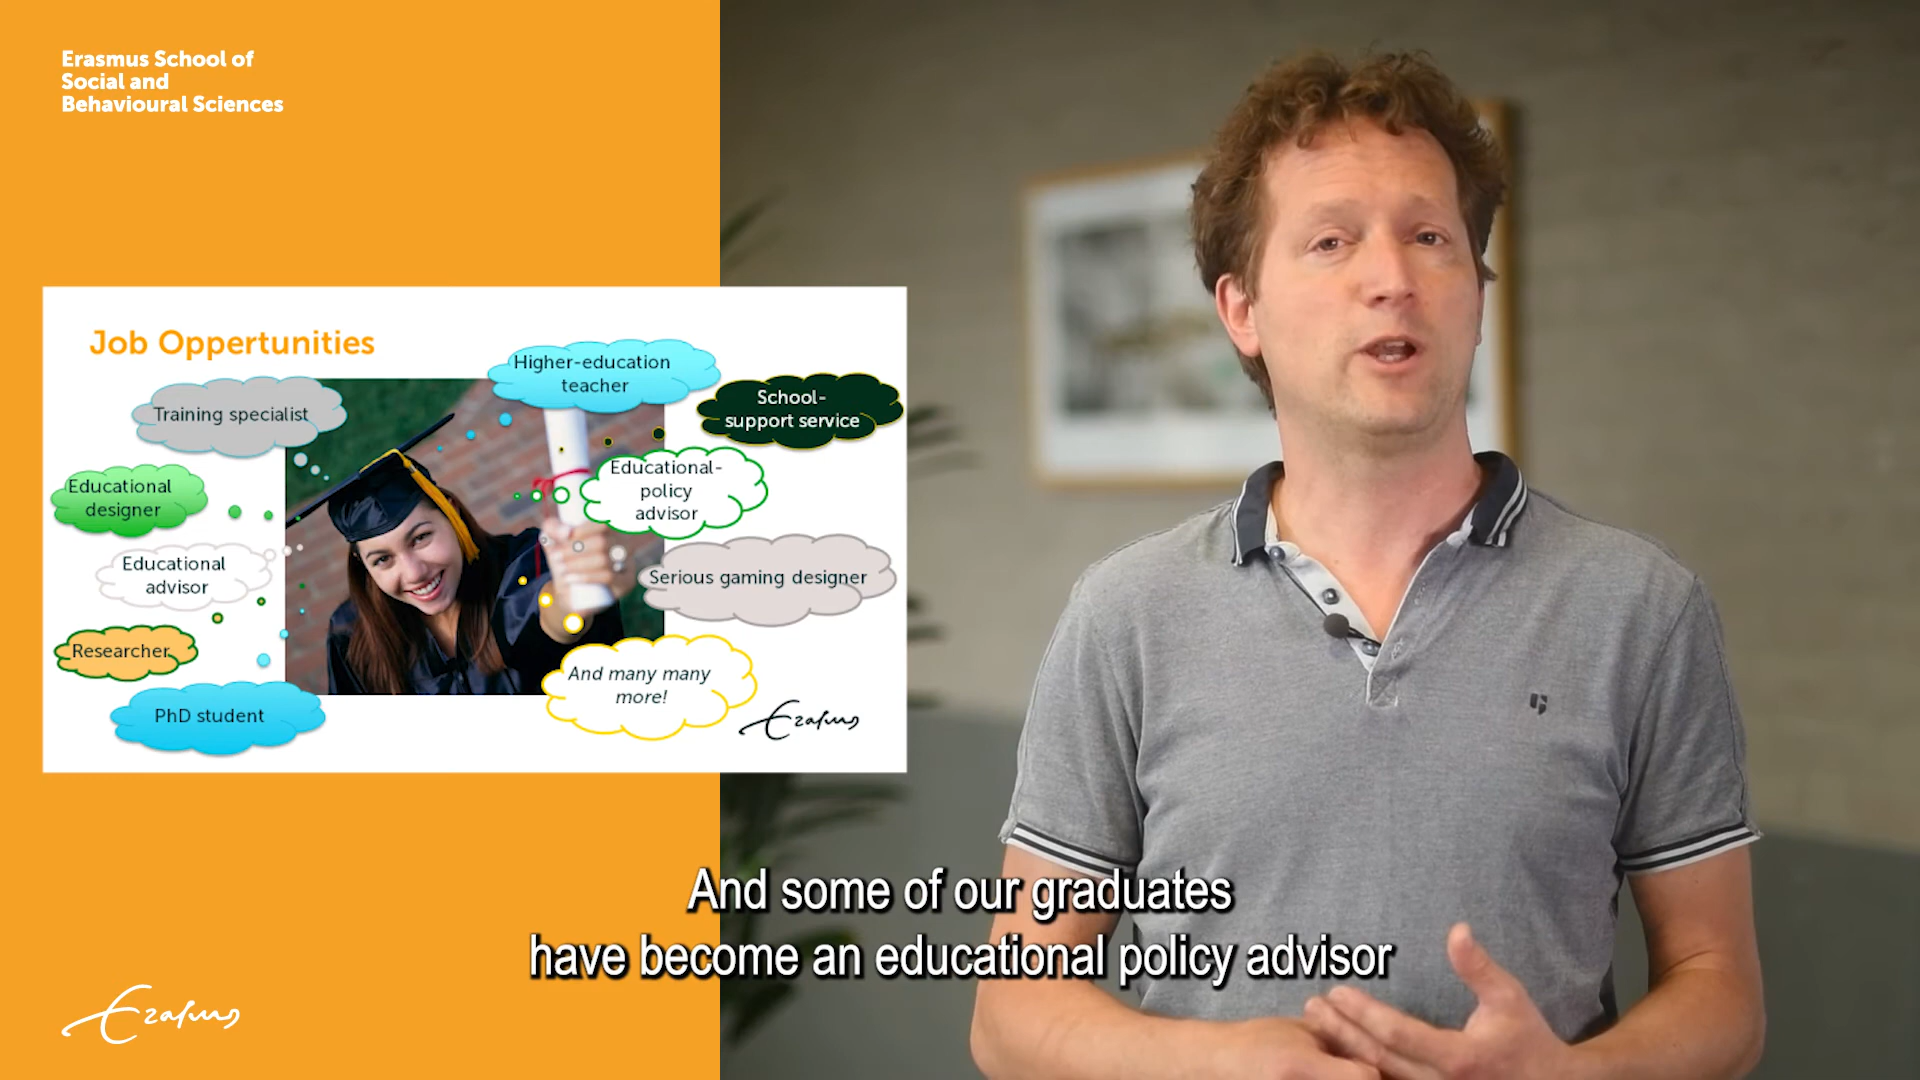 Erasmus School of
Social and
Behavioural Sciences
Job Oppertunities
Training specialist
Higher-education
teacher
School-
support service
Educational
designer
Educational-
policy
advisor
Educational
advisor
Serious gaming designer
Researcher
PhD student
And many many
more!
Erasmus
And some of our graduates
have become an educational policy advisor
Erasmus